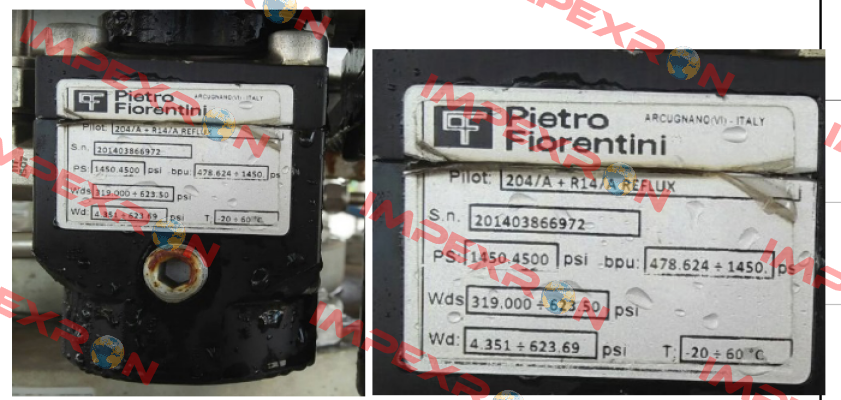 Pietro
Fiorentini
ARCUGNANO(VI) - ITALY
Pilot: 204/A + R14/A REFLUX
S.n. 201403866972
PS: 1450.4500 psi bpu: 478.624 ÷ 1450. ps
Wds 319.000 ÷ 623.50 psi
Wd: 4.351 ÷ 623.69 psi T: -20 ÷ 60 °C
Pietro
Fiorentini
ARCUGNANO(VI) - ITALY
Pilot: 204/A + R14/A REFLUX
S.n. 201403866972
PS: 1450.4500 psi bpu: 478.624 ÷ 1450. ps
Wds 319.000 ÷ 623.50 psi
Wd: 4.351 ÷ 623.69 psi T: -20 ÷ 60 °C
IMPEXRON